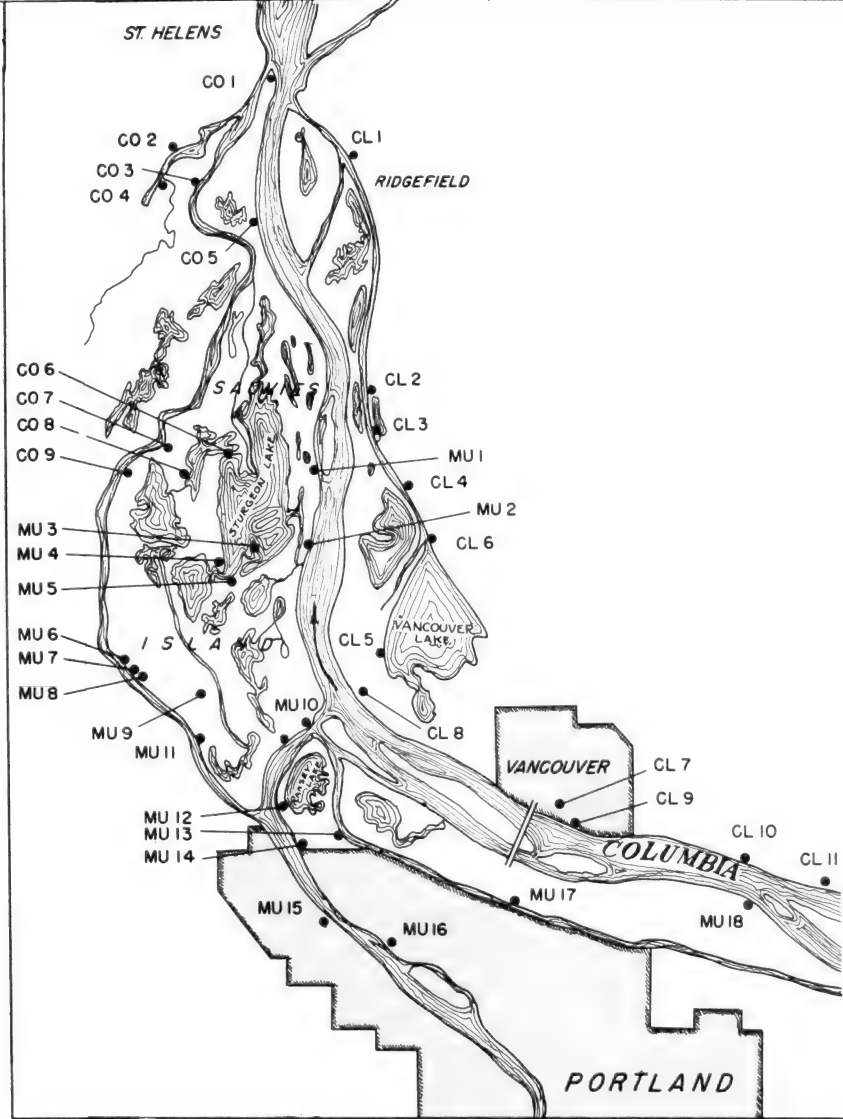 ST. HELENS
CO 1
CO 2
CL 1
CO 3
RIDGEFIELD
CO 4
CO 5
CO 6
SAUVIES
CL 2
CO 7
CO 8
CL 3
CO 9
MU 1
STURGEON LAKE
CL 4
MU 2
MU 3
CL 6
MU 4
MU 5
VANCOUVER
LAKE
ISLAND
CL 5
MU 6
MU 7
MU 8
MU 9
MU 10
CL 8
MU 11
VANCOUVER
CL 7
RAMSEY
LAKE
CL 9
MU 12
MU 13
COLUMBIA
CL 10
MU 14
CL 11
MU 15
MU 17
MU 18
MU 16
PORTLAND